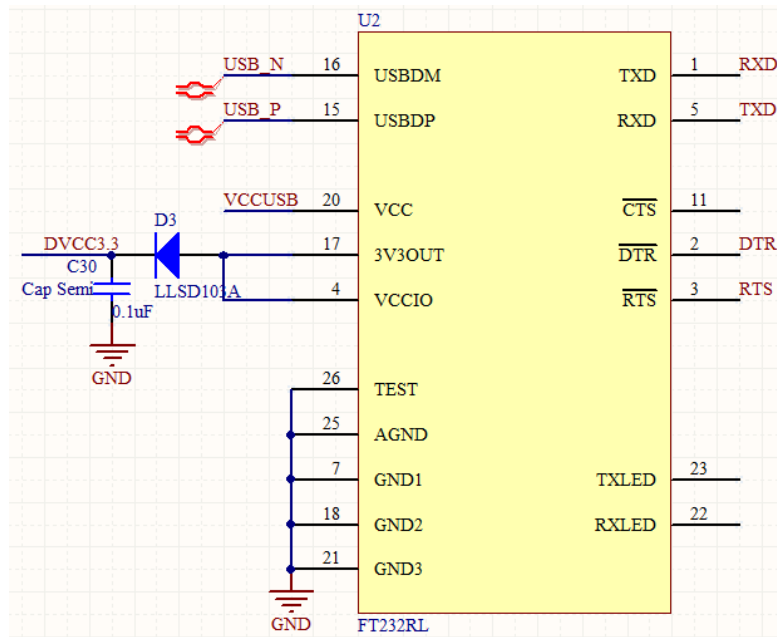 U2
USB_N 16 USBDM TXD 1 RXD
USB_P 15 USBDP RXD 5 TXD
VCCUSB 20 VCC CTS 11
D3
DVCC3.3 17 3V3OUT DTR 2 DTR
C30
Cap Semi LLSD103A 4 VCCIO RTS 3 RTS
0.1uF
GND
26 TEST
25 AGND
7 GND1 TXLED 23
18 GND2 RXLED 22
21 GND3
GND FT232RL